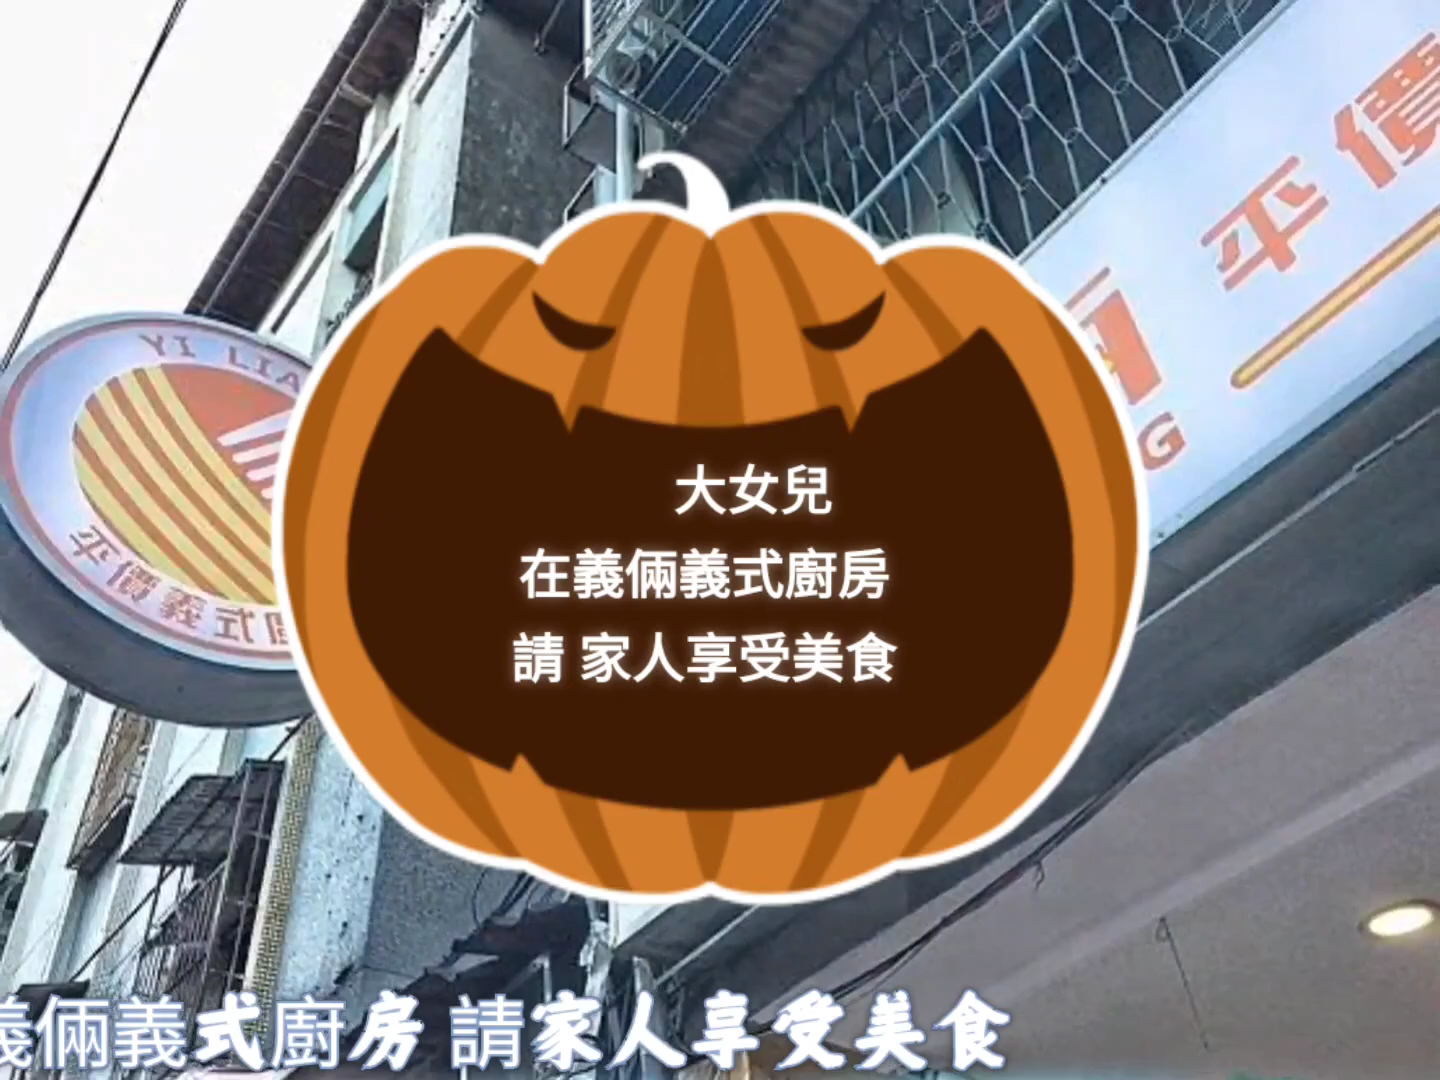 YI LIA
平價義式
平價
G
大女兒
在義倆義式廚房
請 家人享受美食
義倆義式廚房 請家人享受美食